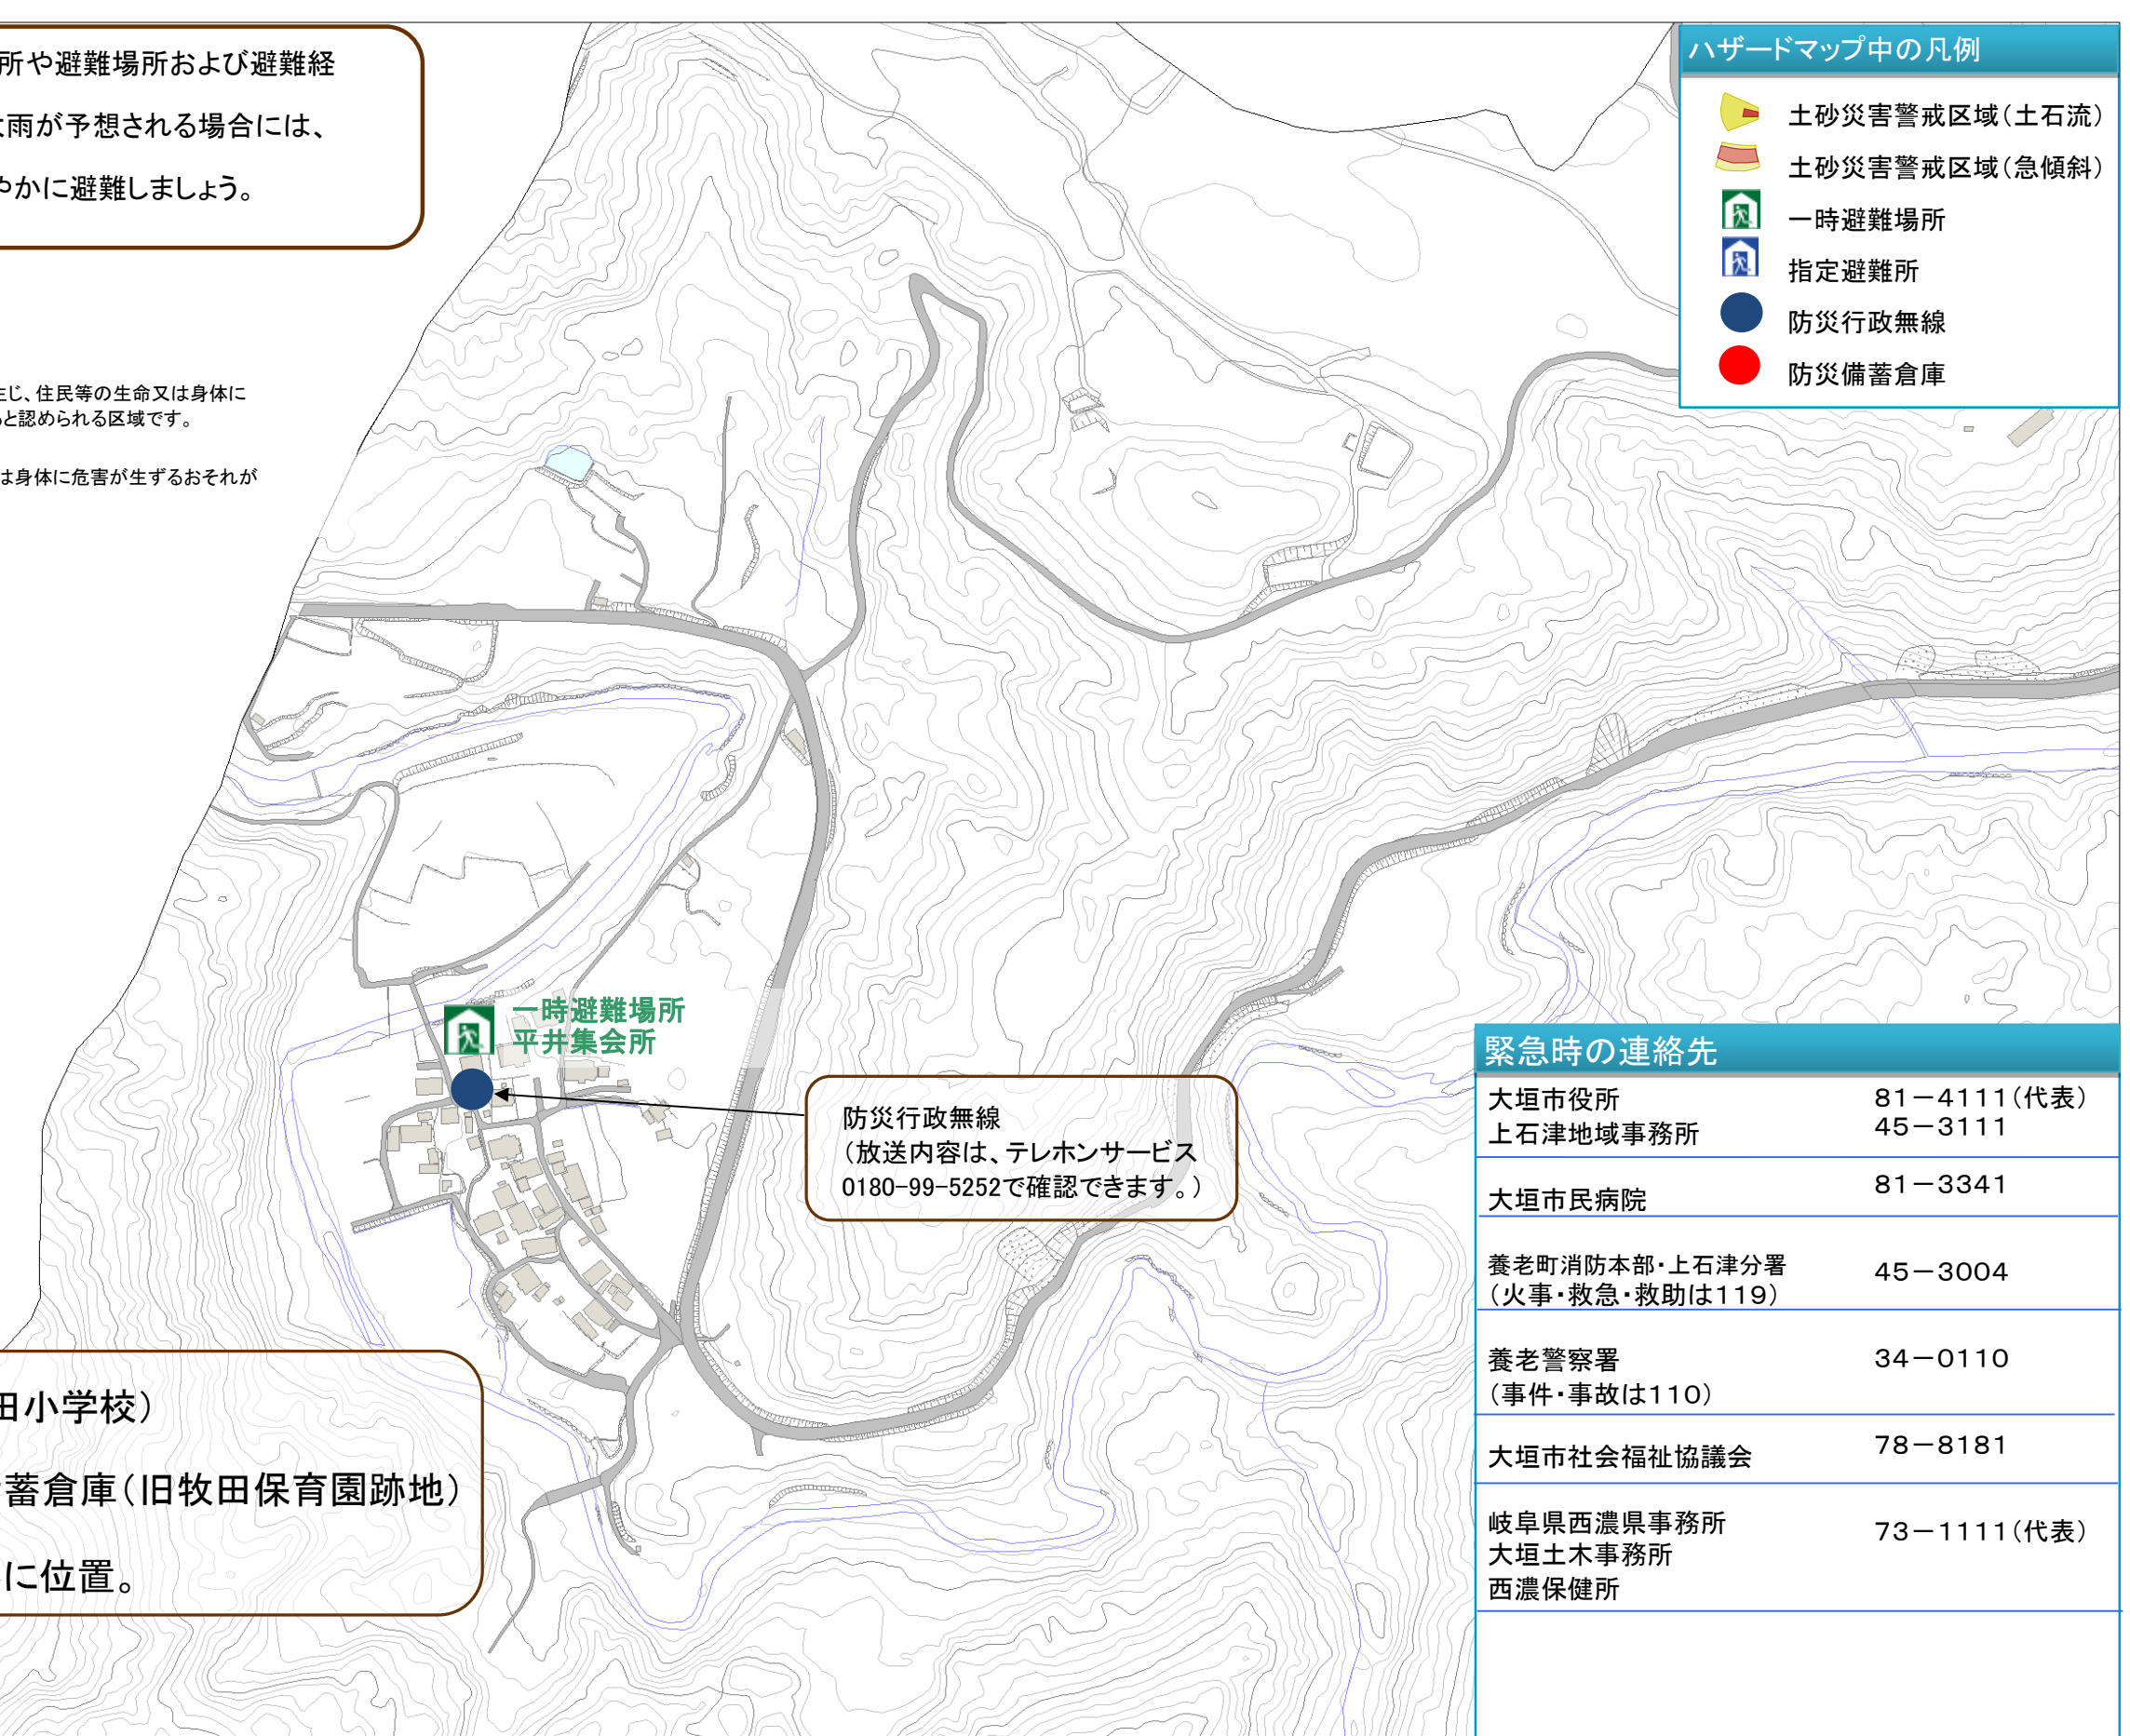 所や避難場所および避難経
大雨が予想される場合には、
やかに避難しましょう。
生じ、住民等の生命又は身体に
ると認められる区域です。
は身体に危害が生ずるおそれが
ハザードマップ中の凡例
土砂災害警戒区域(土石流)
土砂災害警戒区域(急傾斜)
一時避難場所
指定避難所
防災行政無線
防災備蓄倉庫
一時避難場所
平井集会所
防災行政無線
(放送内容は、テレホンサービス
0180-99-5252で確認できます。)
田小学校)
蓄倉庫(旧牧田保育園跡地)
に位置。
緊急時の連絡先
大垣市役所 81-4111(代表)
上石津地域事務所 45-3111
大垣市民病院 81-3341
養老町消防本部・上石津分署 45-3004
(火事・救急・救助は119)
養老警察署 34-0110
(事件・事故は110)
大垣市社会福祉協議会 78-8181
岐阜県西濃県事務所 73-1111(代表)
大垣土木事務所
西濃保健所